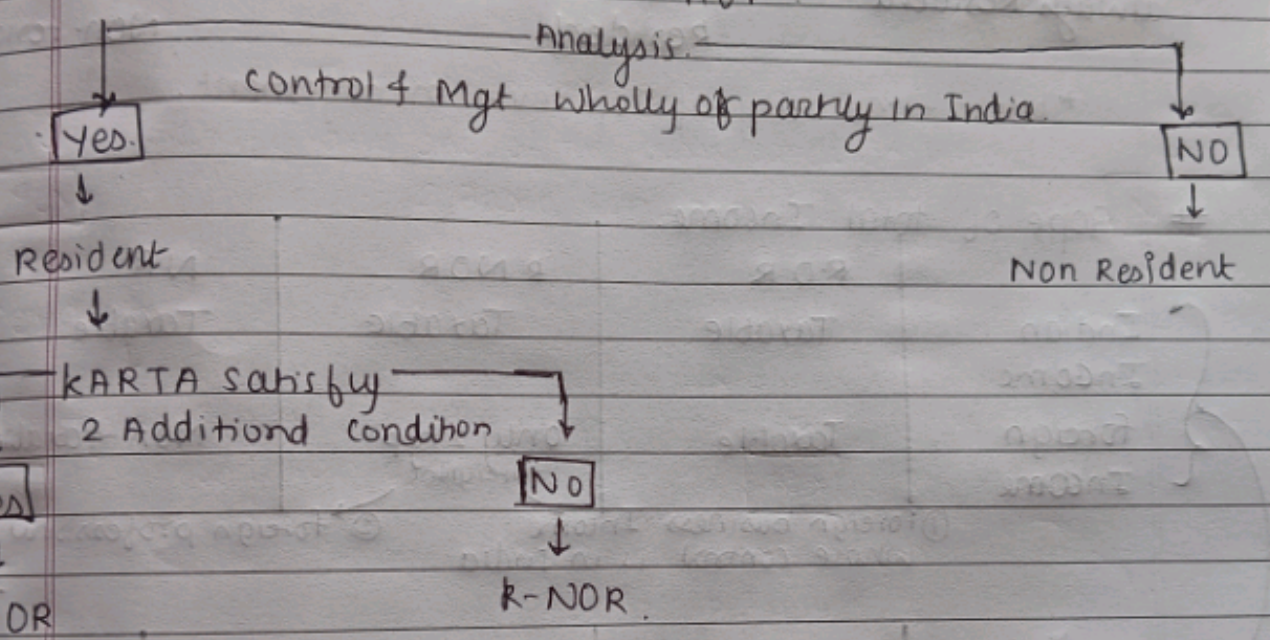 Analysis.
Control & Mgt wholly or partly in India
Yes.
NO
Resident
Non Resident
KARTA Satisfy
2 Additiond Condition
NO
R-NOR.
OR